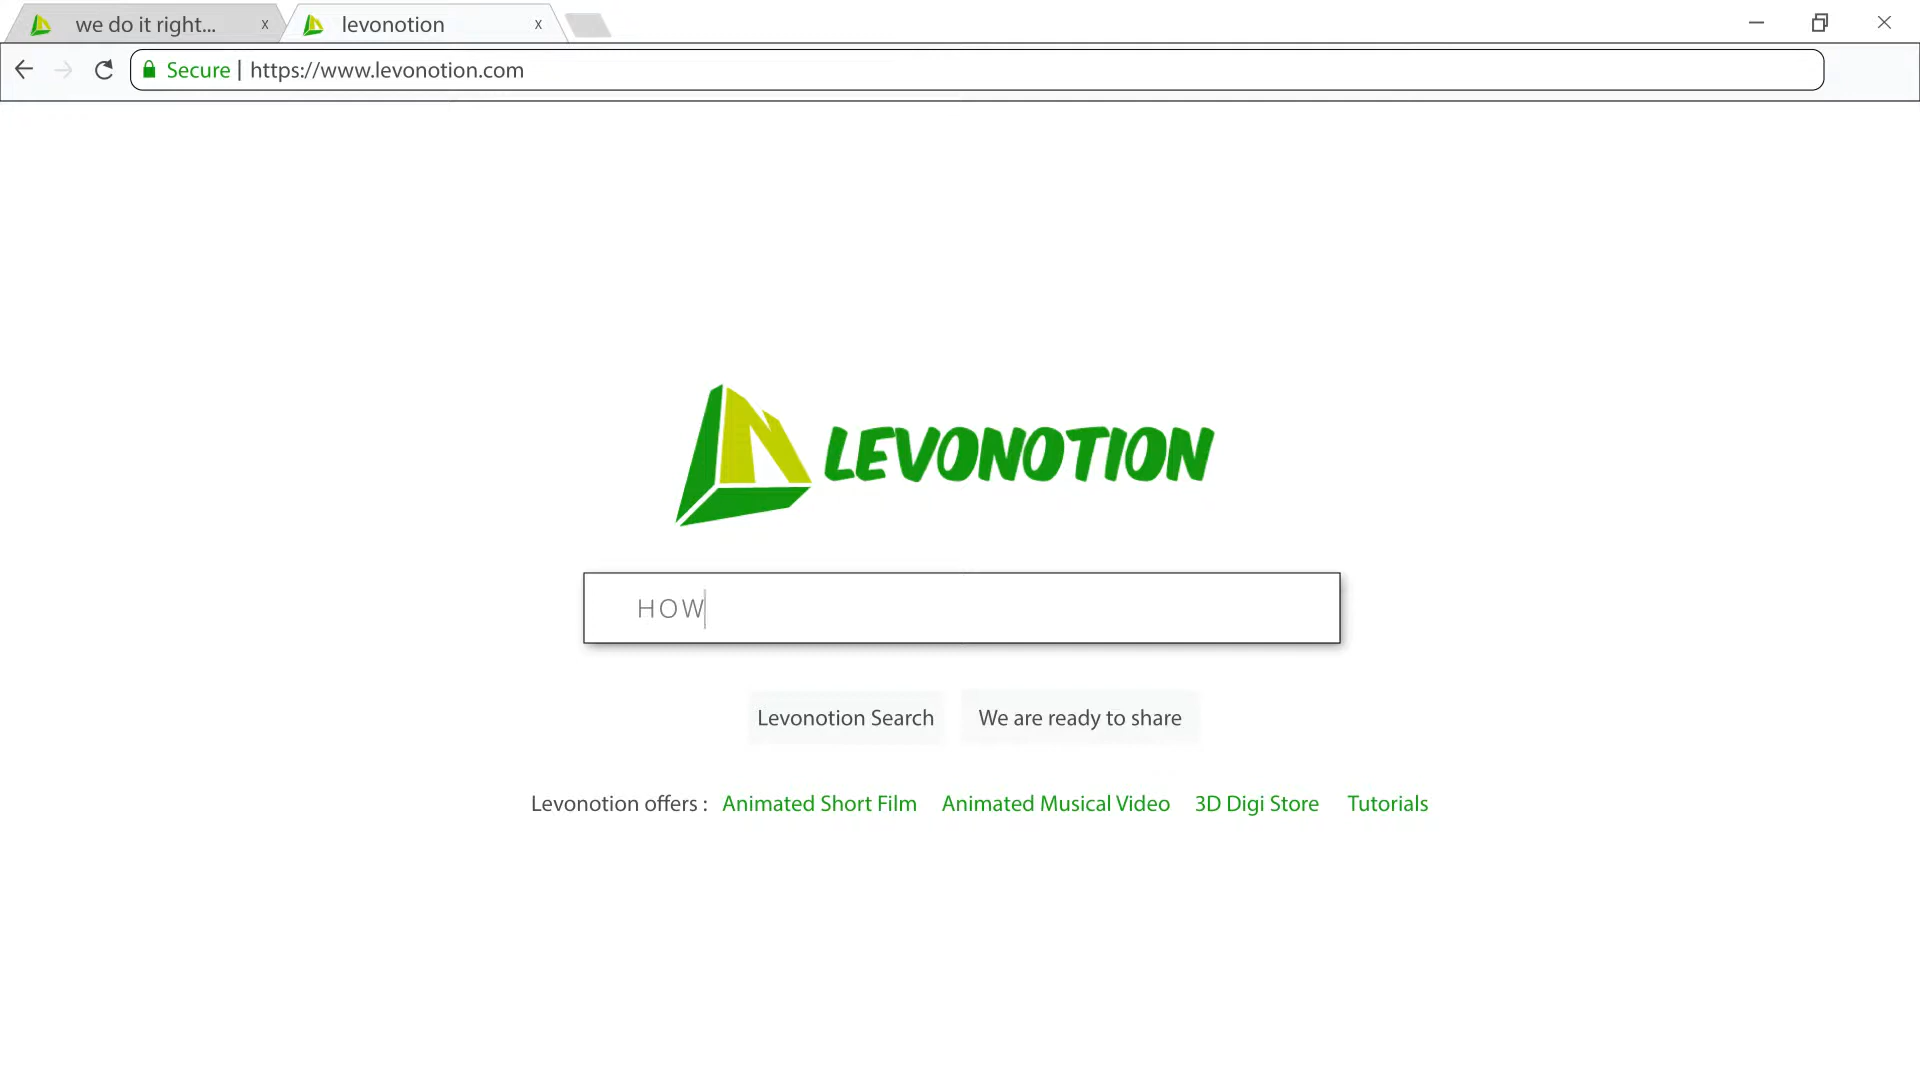 we do it right... x levonotion x
Secure | https://www.levonotion.com
LEVONOTION
HOW
Levonotion Search We are ready to share
Levonotion offers : Animated Short Film Animated Musical Video 3D Digi Store Tutorials